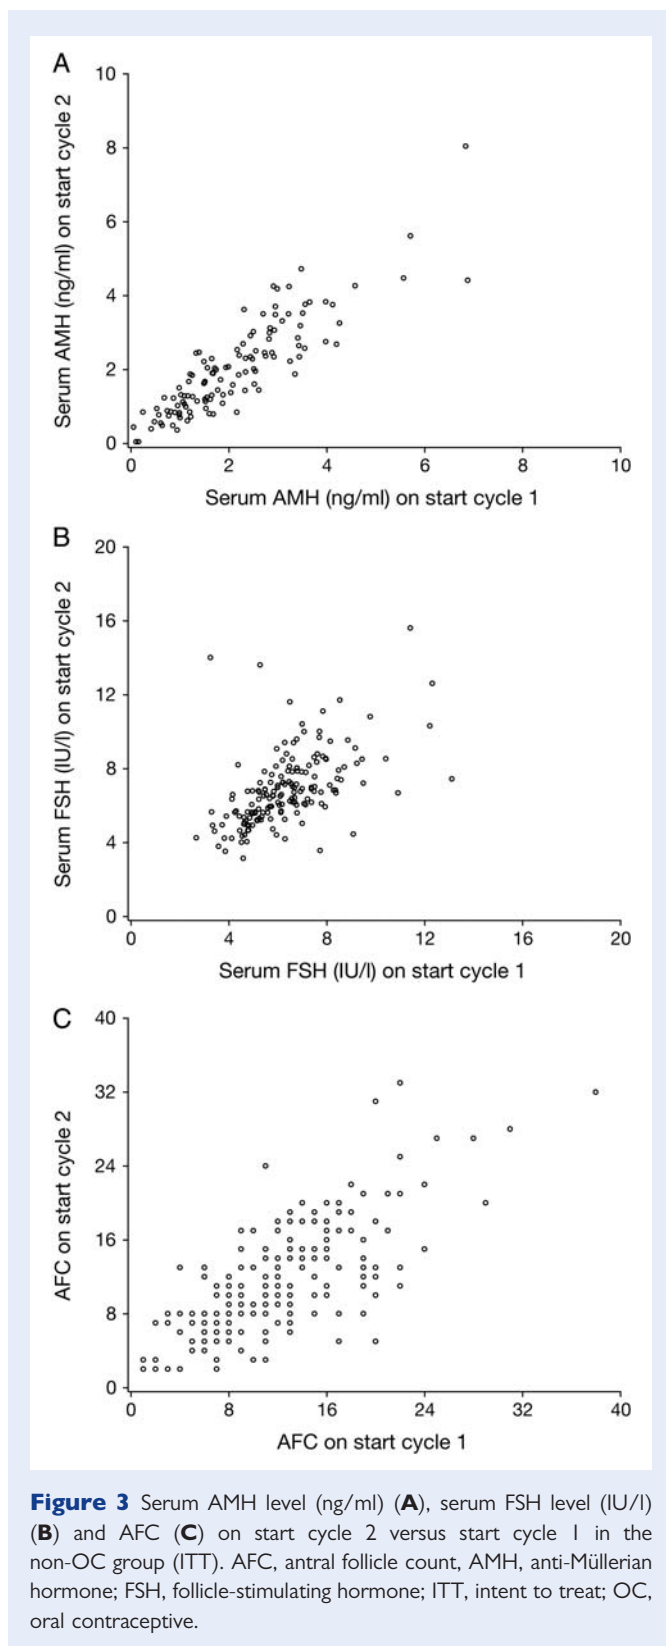 A
10
8
6
4
2
0
Serum AMH (ng/ml) on start cycle 2
0 2 4 6 8 10
Serum AMH (ng/ml) on start cycle 1
B
20
16
12
8
4
0
Serum FSH (IU/l) on start cycle 2
0 4 8 12 16 20
Serum FSH (IU/l) on start cycle 1
C
40
32
24
16
8
0
AFC on start cycle 2
0 8 16 24 32 40
AFC on start cycle 1
Figure 3 Serum AMH level (ng/ml) (A), serum FSH level (IU/l)
(B) and AFC (C) on start cycle 2 versus start cycle 1 in the
non-OC group (ITT). AFC, antral follicle count, AMH, anti-Müllerian
hormone; FSH, follicle-stimulating hormone; ITT, intent to treat; OC,
oral contraceptive.